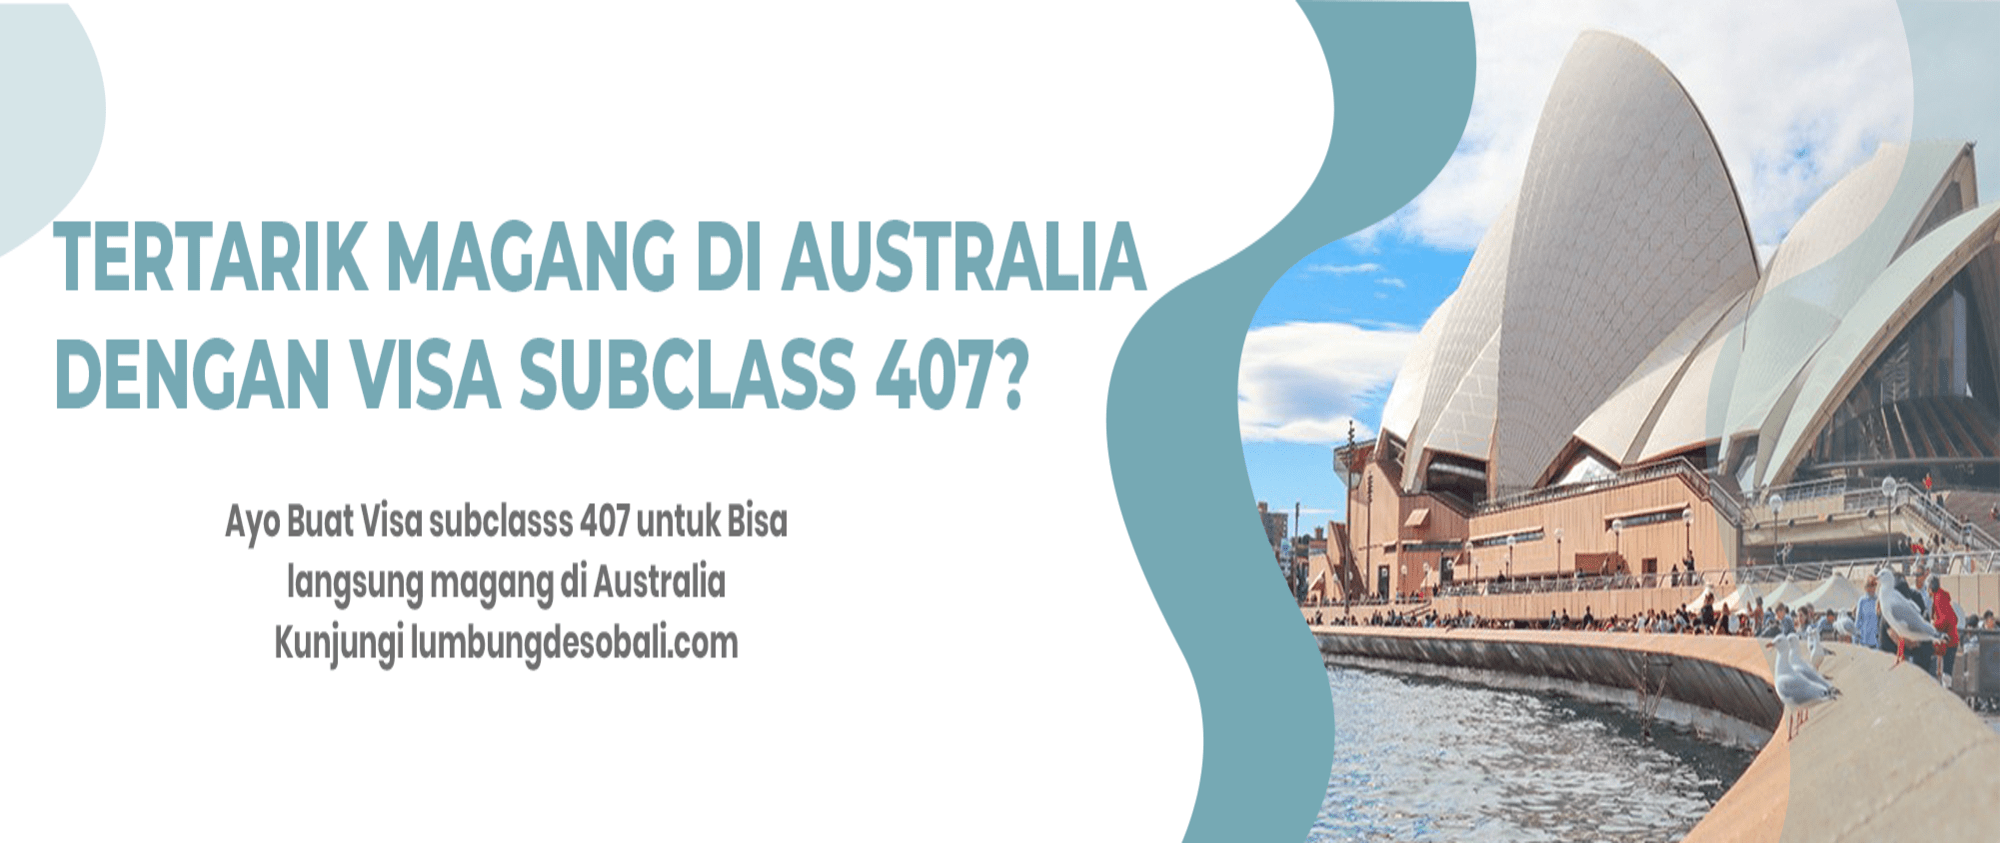 TERTARIK MAGANG DI AUSTRALIA
DENGAN VISA SUBCLASS 407?
Ayo Buat Visa subclasss 407 untuk Bisa
langsung magang di Australia
Kunjungi lumbungdesobali.com